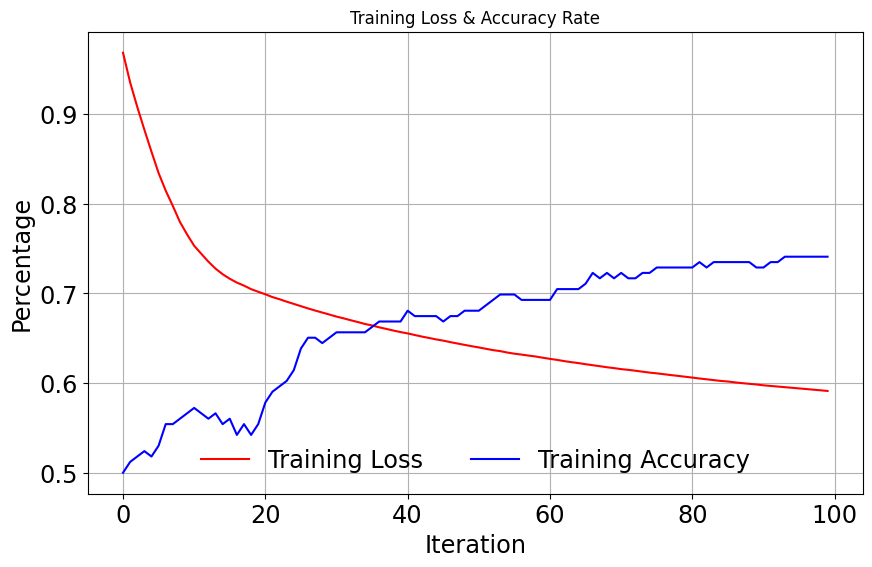 Training Loss & Accuracy Rate
Percentage
0.9
0.8
0.7
0.6
0.5
Training Loss
Training Accuracy
0 20 40 60 80 100
Iteration